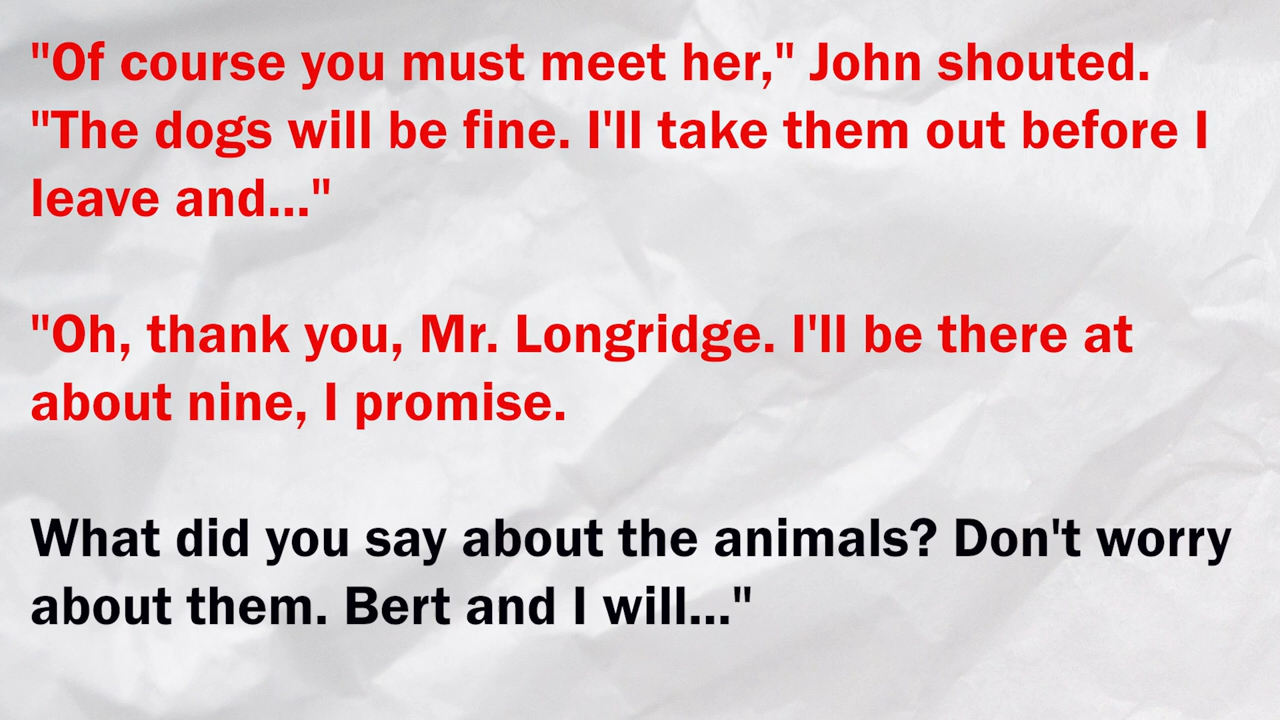 "Of course you must meet her," John shouted.
"The dogs will be fine. I'll take them out before I
leave and..."
"Oh, thank you, Mr. Longridge. I'll be there at
about nine, I promise.
What did you say about the animals? Don't worry
about them. Bert and I will..."